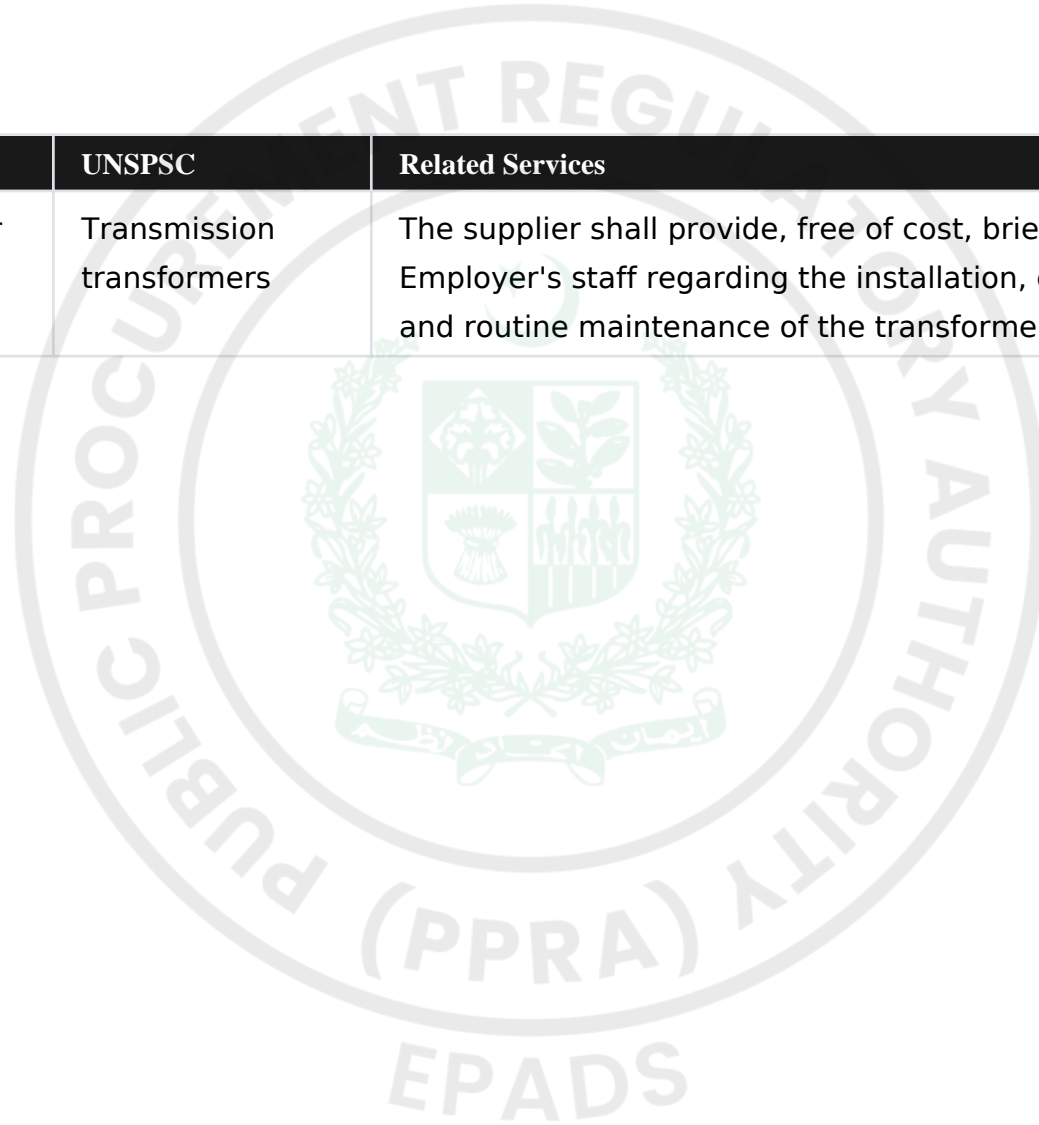 UNSPSC
Related Services
Transmission
transformers
The supplier shall provide, free of cost, brie
Employer's staff regarding the installation,
and routine maintenance of the transforme
PUBLIC PROCUREMENT REGULATORY AUTHORITY
(PPRA)
EPADS